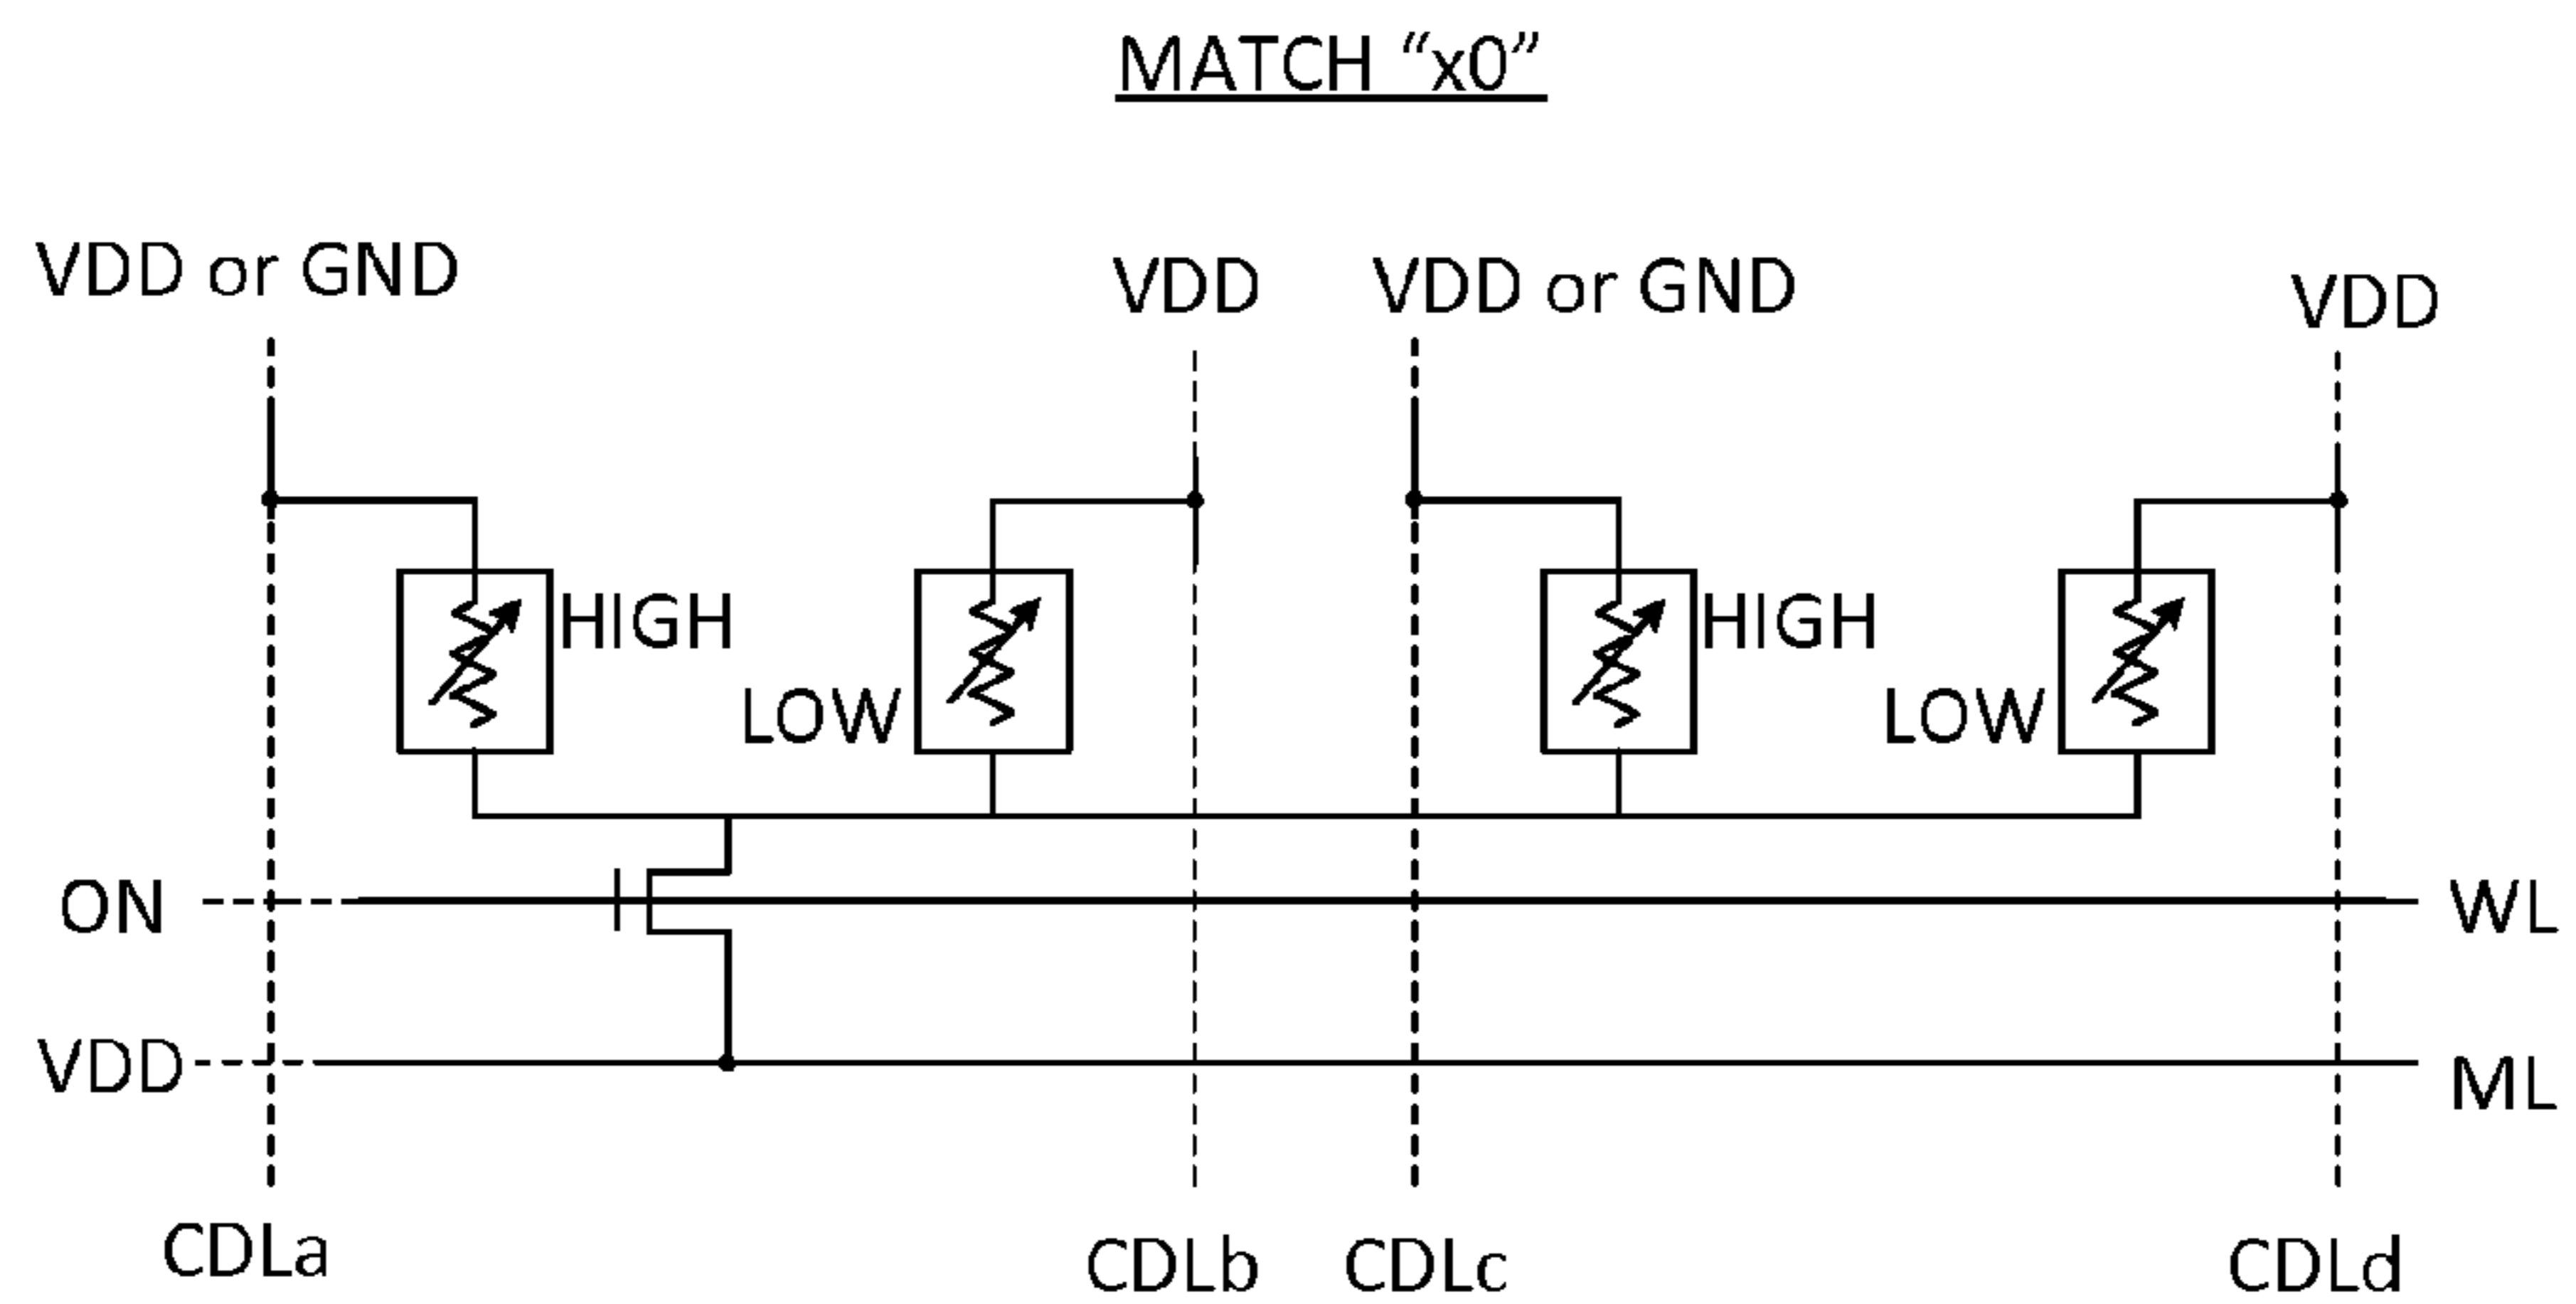 MATCH “x0”
VDD or GND
VDD
VDD or GND
VDD
HIGH
LOW
HIGH
LOW
ON
WL
VDD
ML
CDLa
CDLb
CDLc
CDLd